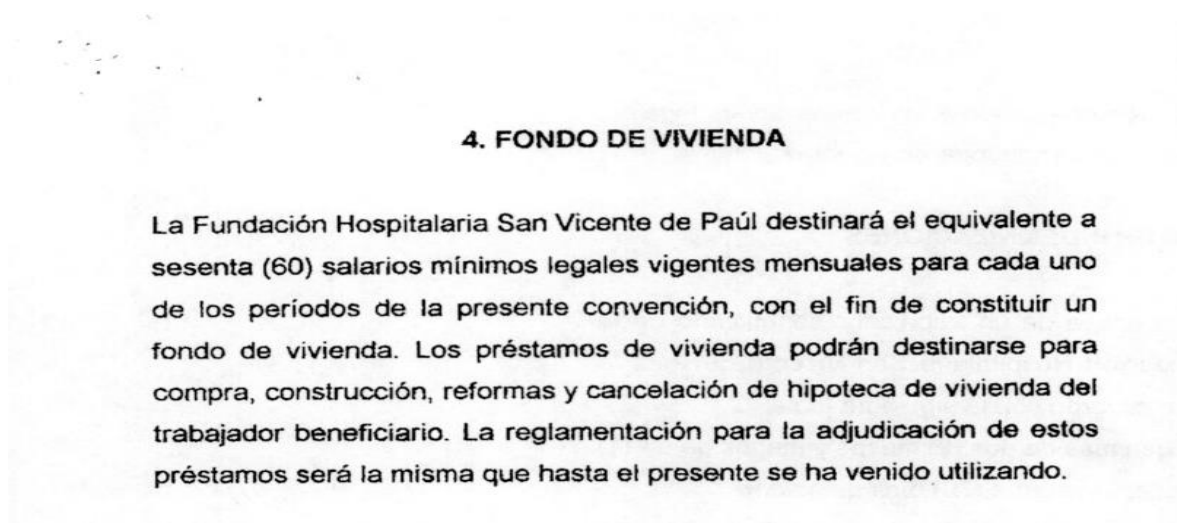 4. FONDO DE VIVIENDA
La Fundación Hospitalaria San Vicente de Paúl destinará el equivalente a
sesenta (60) salarios mínimos legales vigentes mensuales para cada uno
de los períodos de la presente convención, con el fin de constituir un
fondo de vivienda. Los préstamos de vivienda podrán destinarse para
compra, construcción, reformas y cancelación de hipoteca de vivienda del
trabajador beneficiario. La reglamentación para la adjudicación de estos
préstamos será la misma que hasta el presente se ha venido utilizando.